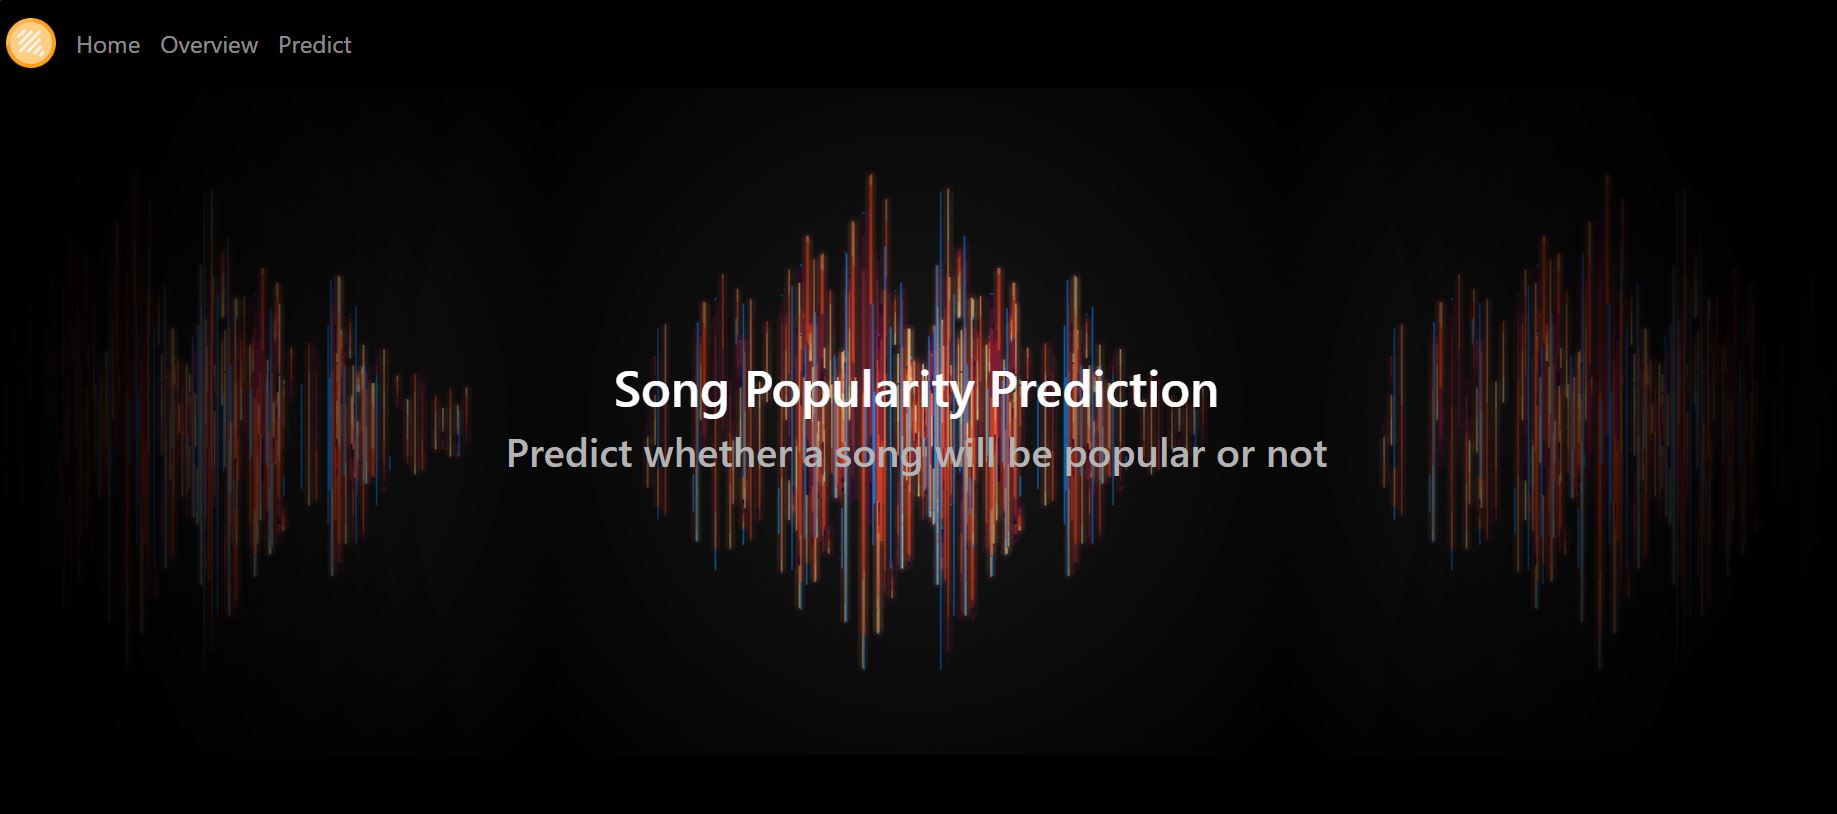 Home Overview Predict
Song Popularity Prediction
Predict whether a song will be popular or not